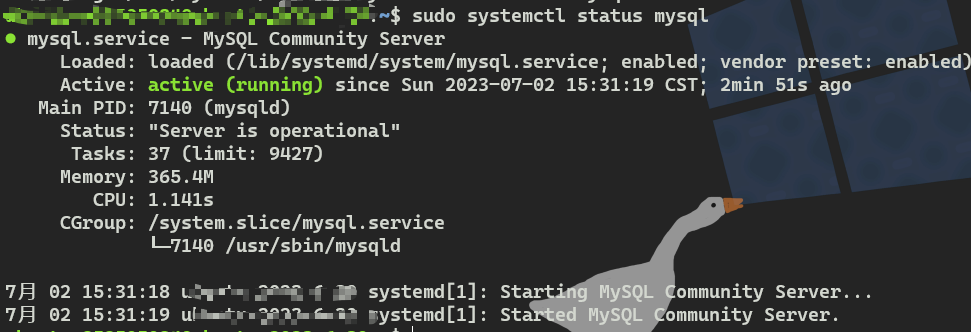 ~$ sudo systemctl status mysql
● mysql.service - MySQL Community Server
Loaded: loaded (/lib/systemd/system/mysql.service; enabled; vendor preset: enabled)
Active: active (running) since Sun 2023-07-02 15:31:19 CST; 2min 51s ago
Main PID: 7140 (mysqld)
Status: "Server is operational"
Tasks: 37 (limit: 9427)
Memory: 365.4M
CPU: 1.141s
CGroup: /system.slice/mysql.service
└─7140 /usr/sbin/mysqld
7月 02 15:31:18 systemd[1]: Starting MySQL Community Server...
7月 02 15:31:19 systemd[1]: Started MySQL Community Server.